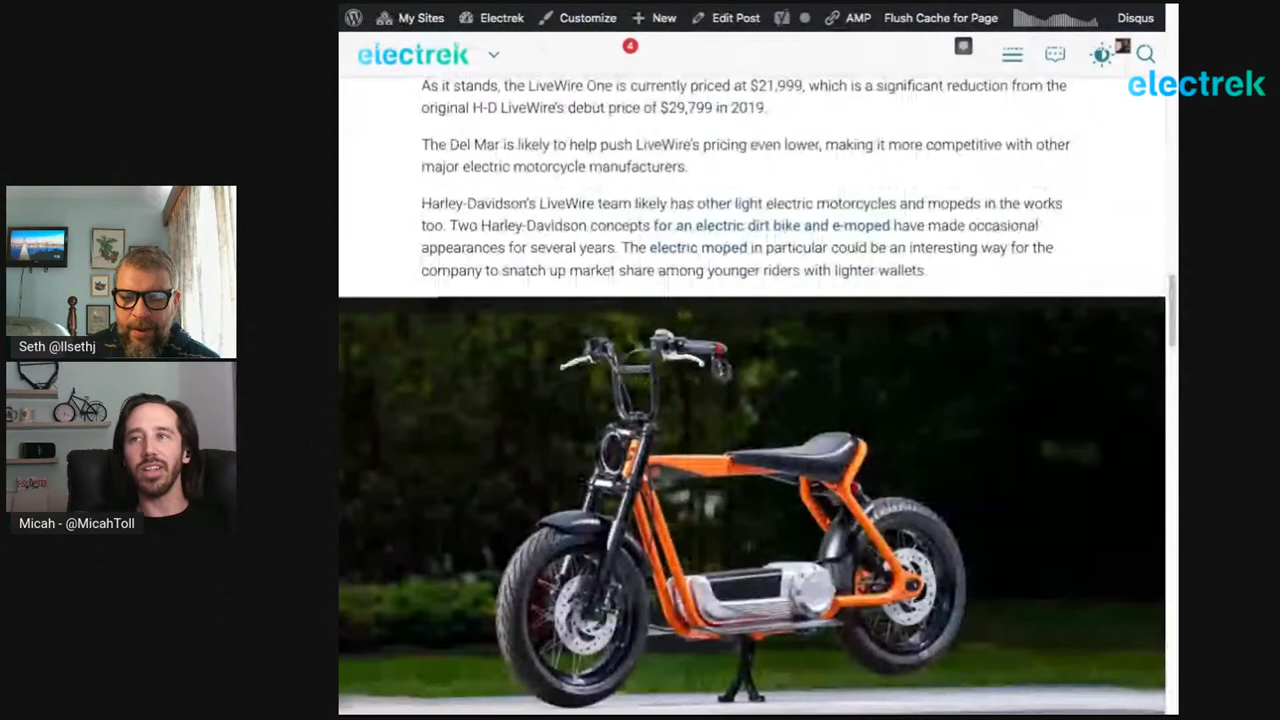 My Sites Electrek Customize New Edit Post AMP Flush Cache for Page Disqus
electrek
4
electrek
As it stands, the LiveWire One is currently priced at $21,999, which is a significant reduction from the
original H-D LiveWire's debut price of $29,799 in 2019.
The Del Mar is likely to help push LiveWire's pricing even lower, making it more competitive with other
major electric motorcycle manufacturers.
Harley-Davidson's LiveWire team likely has other light electric motorcycles and mopeds in the works
too. Two Harley-Davidson concepts for an electric dirt bike and e-moped have made occasional
appearances for several years. The electric moped in particular could be an interesting way for the
company to snatch up market share among younger riders with lighter wallets.
Seth @llsethj
Micah - @MicahToll